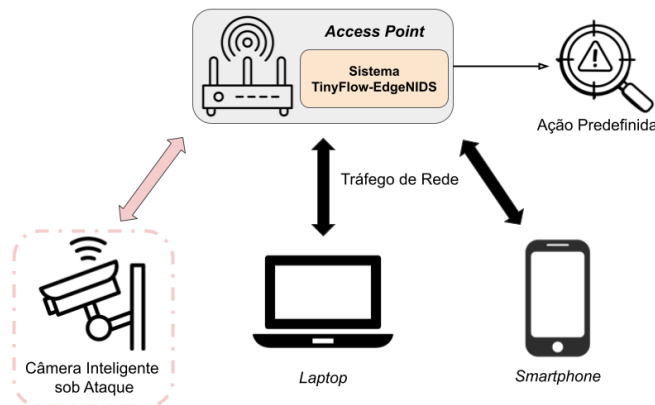 Access Point
Sistema
TinyFlow-EdgeNIDS
Ação Predefinida
Tráfego de Rede
Câmera Inteligente
sob Ataque
Laptop
Smartphone